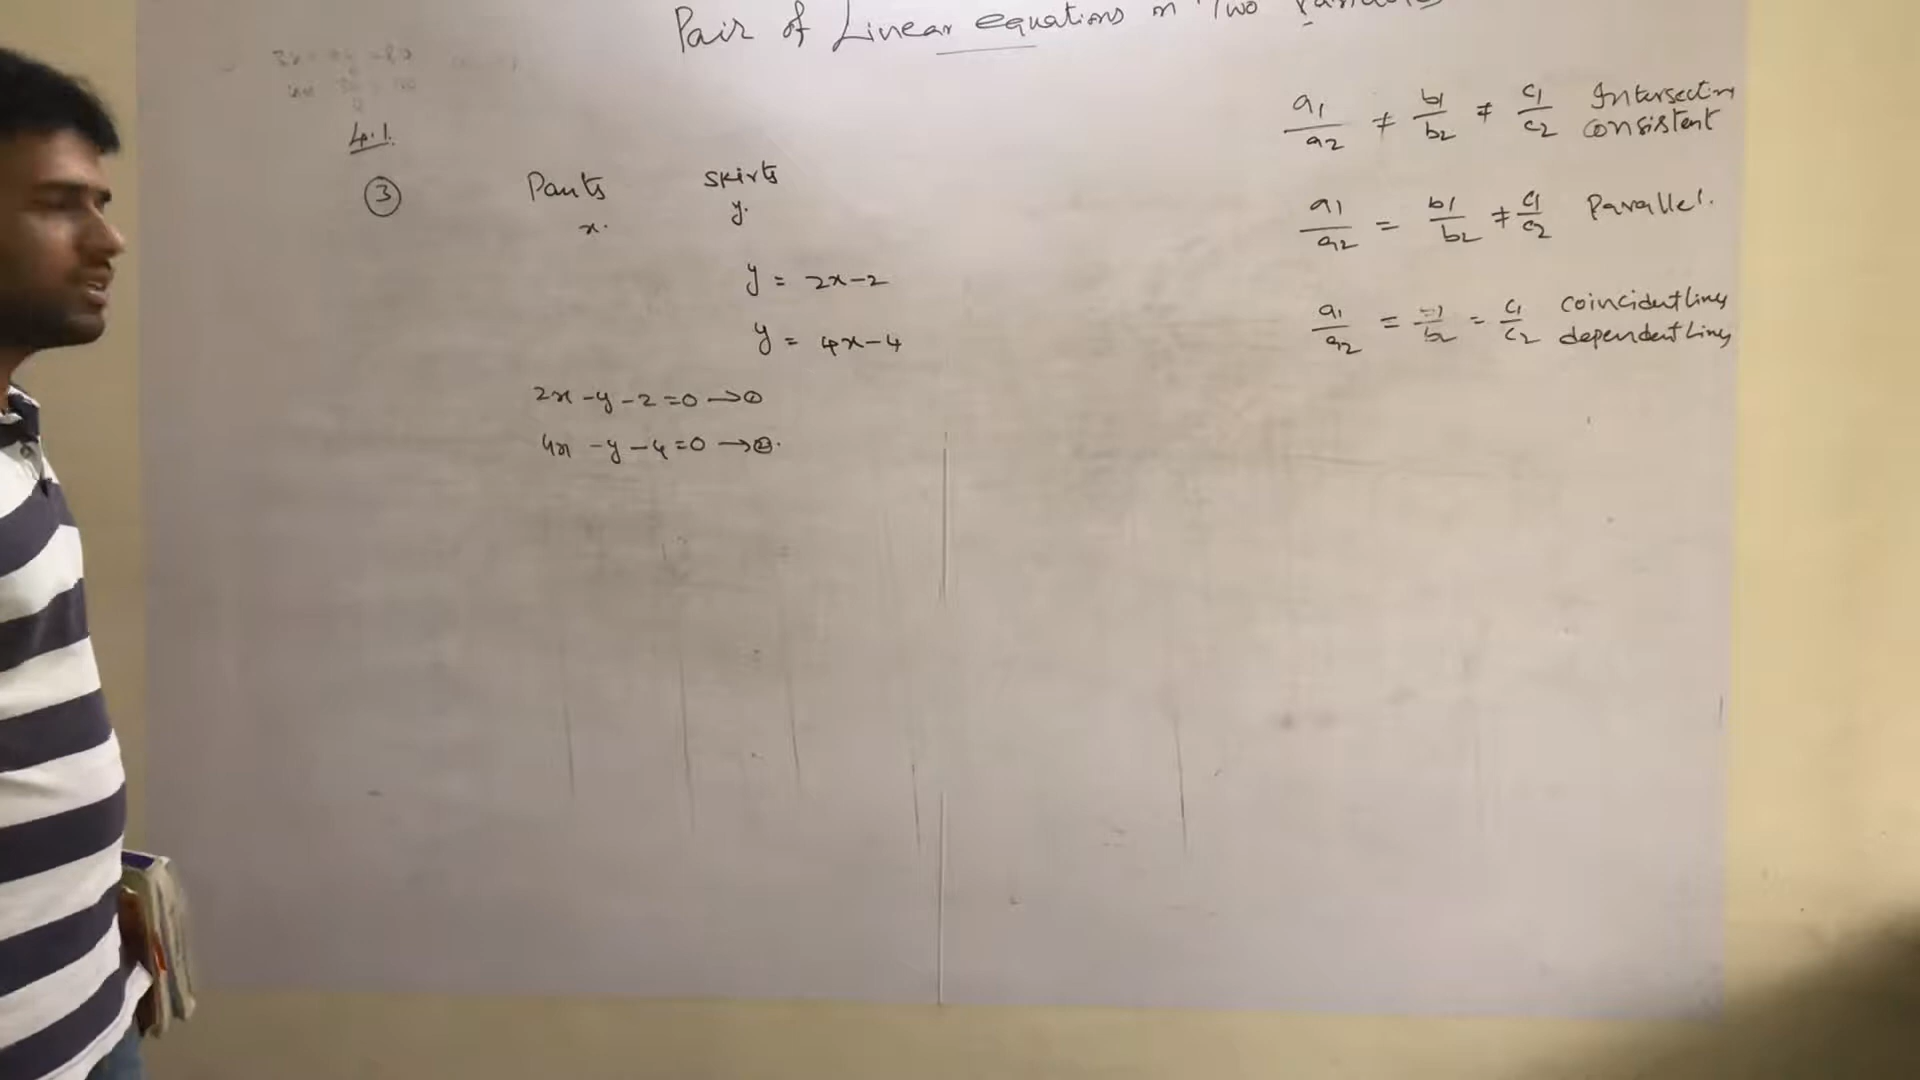 Pair of Linear equations in Two
4.1.
③ Pants skirts
x. y.
y = 2x-2
y = 4x-4
2x -y -2 =0 →①
4x -y -4 =0 →②.
a1/a2 ≠ b1/b2 ≠ c1/c2 Intersecting
consistent
a1/a2 = b1/b2 ≠ c1/c2 Parallel.
a1/a2 = /b2 = c1/c2 coincident lines
dependent lines